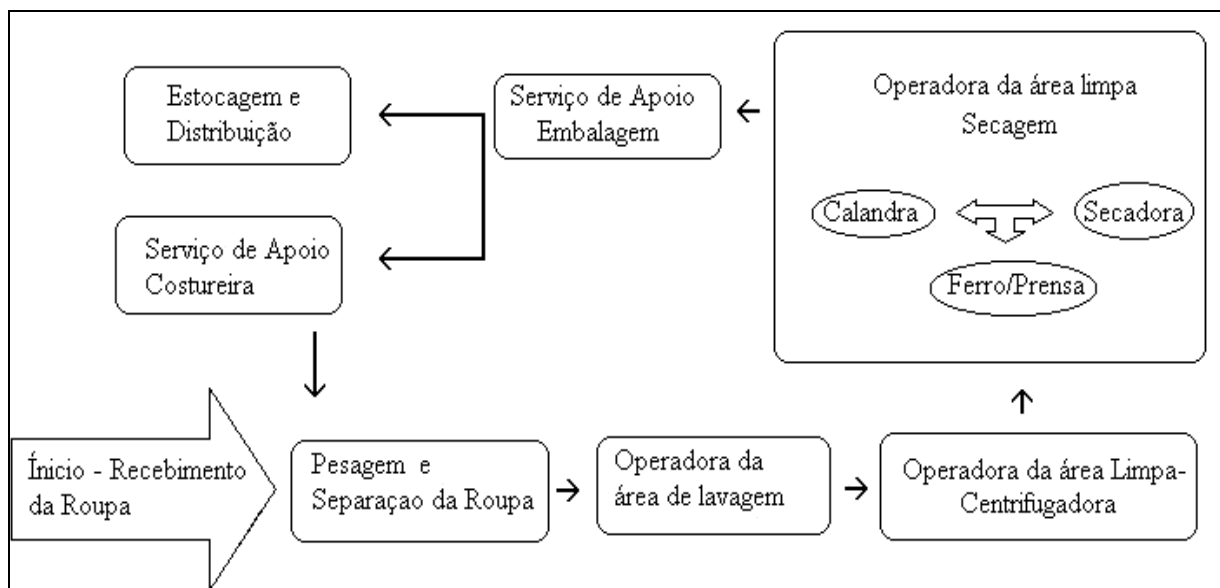 Estocagem e
Distribuição
Serviço de Apoio
Embalagem
Operadora da área limpa
Secagem
Calandra
Secadora
Ferro/Prensa
Serviço de Apoio
Costureira
Ínicio - Recebimento
da Roupa
Pesagem e
Separaçao da Roupa
Operadora da
área de lavagem
Operadora da área Limpa-
Centrifugadora